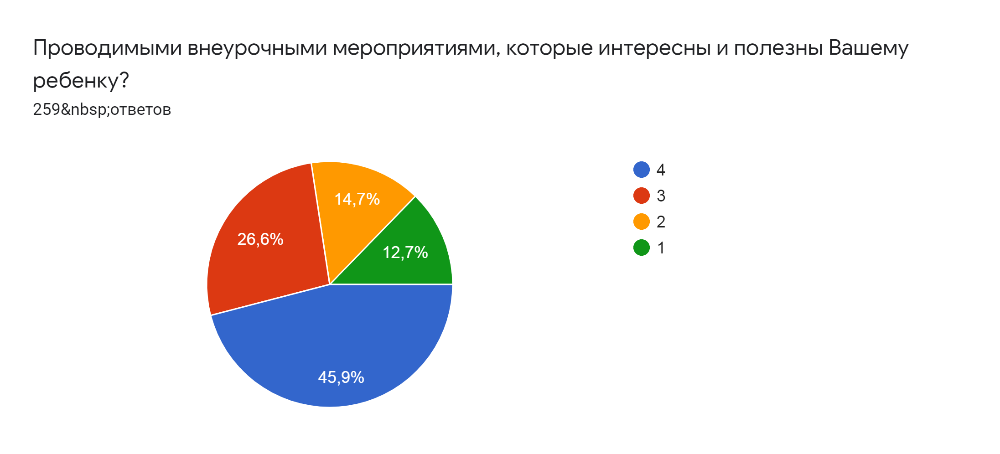 Проводимыми внеурочными мероприятиями, которые интересны и полезны Вашему
ребенку?
259&nbsp;ответов
4
3
2
1
14,7%
26,6%
12,7%
45,9%